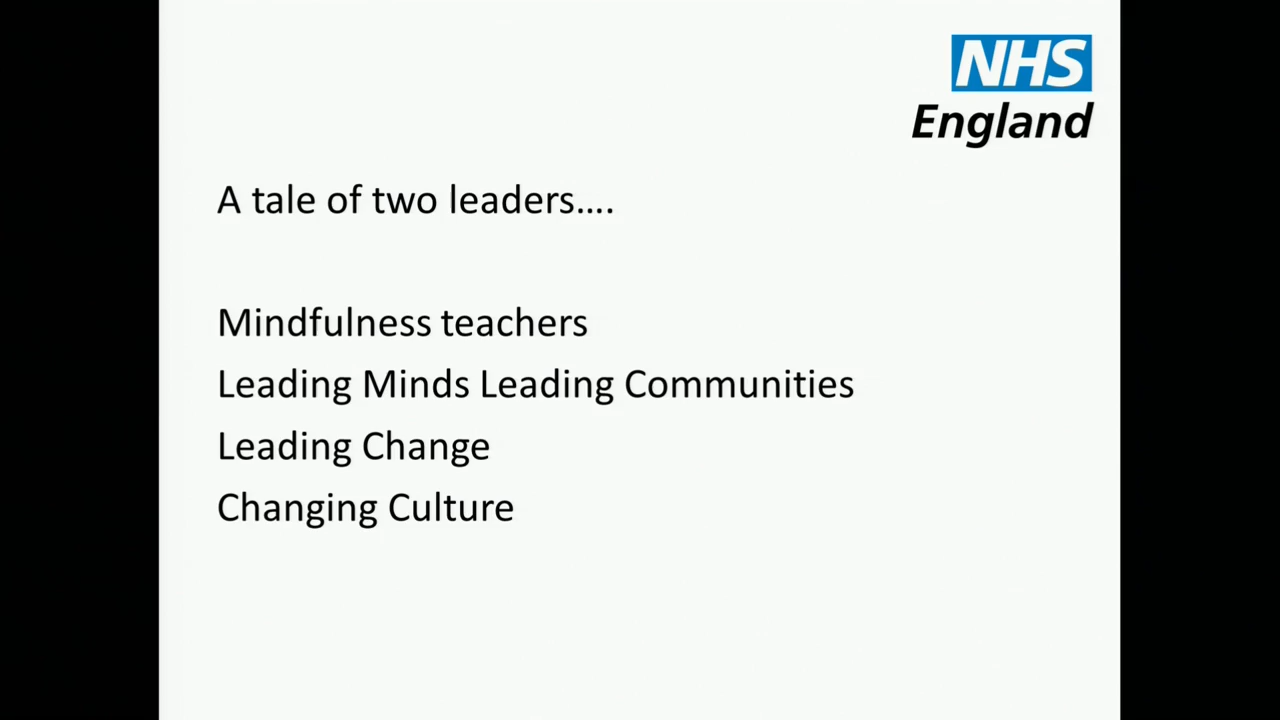 NHS
England
A tale of two leaders....
Mindfulness teachers
Leading Minds Leading Communities
Leading Change
Changing Culture